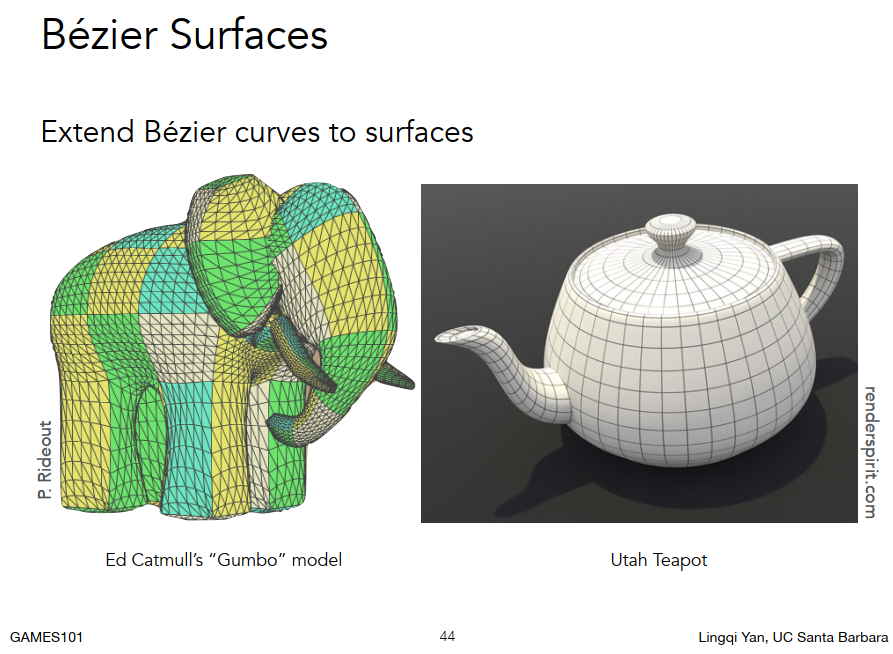 Bézier Surfaces
Extend Bézier curves to surfaces
P. Rideout
renderspirit.com
Ed Catmull’s “Gumbo” model
Utah Teapot
GAMES101
44
Lingqi Yan, UC Santa Barbara